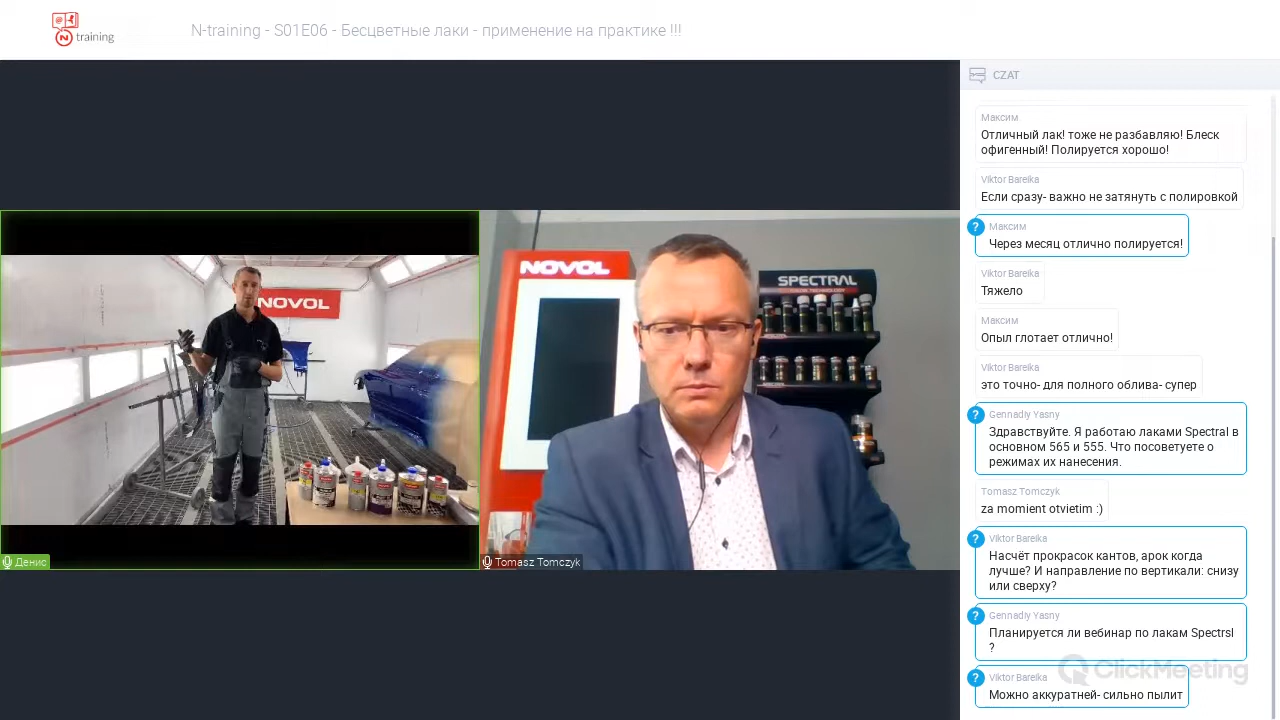 training
N-training - S01E06 - Бесцветные лаки - применение на практике !!!
CZAT
Максим
Отличный лак! тоже не разбавляю! Блеск
офигенный! Полируется хорошо!
Viktor Bareika
Если сразу- важно не затянуть с полировкой
?
Максим
Через месяц отлично полируется!
Viktor Bareika
Тяжело
Максим
Опыл глотает отлично!
Viktor Bareika
это точно- для полного облива- супер
?
Gennadiy Yasny
Здравствуйте. Я работаю лаками Spectral в
основном 565 и 555. Что посоветуете о
режимах их нанесения.
Tomasz Tomczyk
za momient otvietim :)
?
Viktor Bareika
Насчёт прокрасок кантов, арок когда
лучше? И направление по вертикали: снизу
или сверху?
?
Gennadiy Yasny
Планируется ли вебинар по лакам Spectrsl
?
ClickMeeting
?
Viktor Bareika
Можно аккуратней- сильно пылит
NOVOL
Денис
NOVOL
SPECTRAL
Tomasz Tomczyk